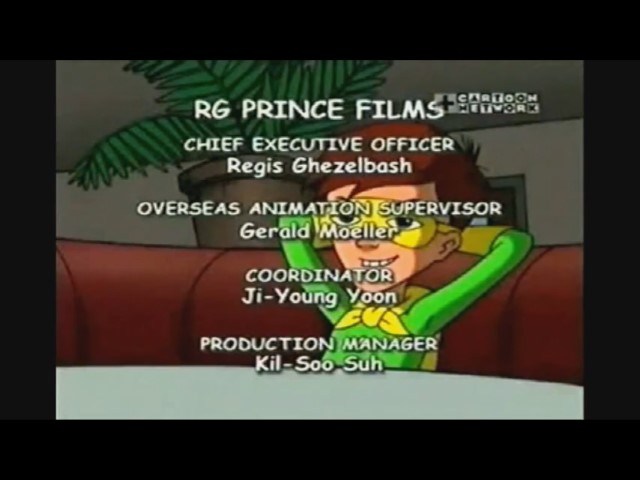 CARTOON
NETWORK
RG PRINCE FILMS
CHIEF EXECUTIVE OFFICER
Regis Ghezelbash
OVERSEAS ANIMATION SUPERVISOR
Gerald Moeller
COORDINATOR
Ji-Young Yoon
PRODUCTION MANAGER
Kil-Soo-Suh